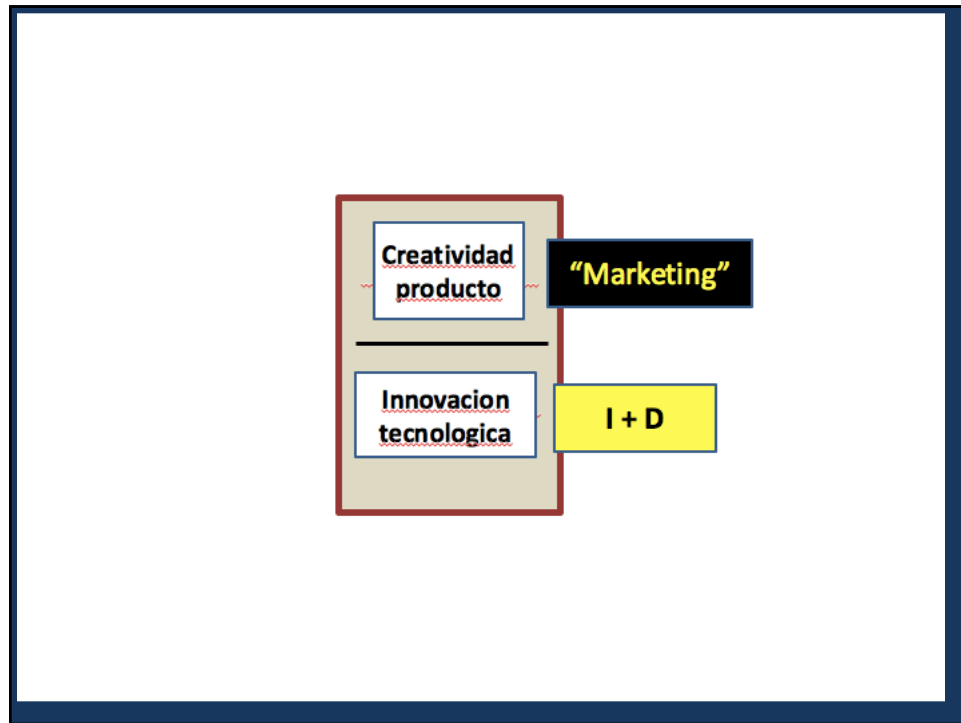 Creatividad
producto
“Marketing”
Innovacion
tecnologica
I + D